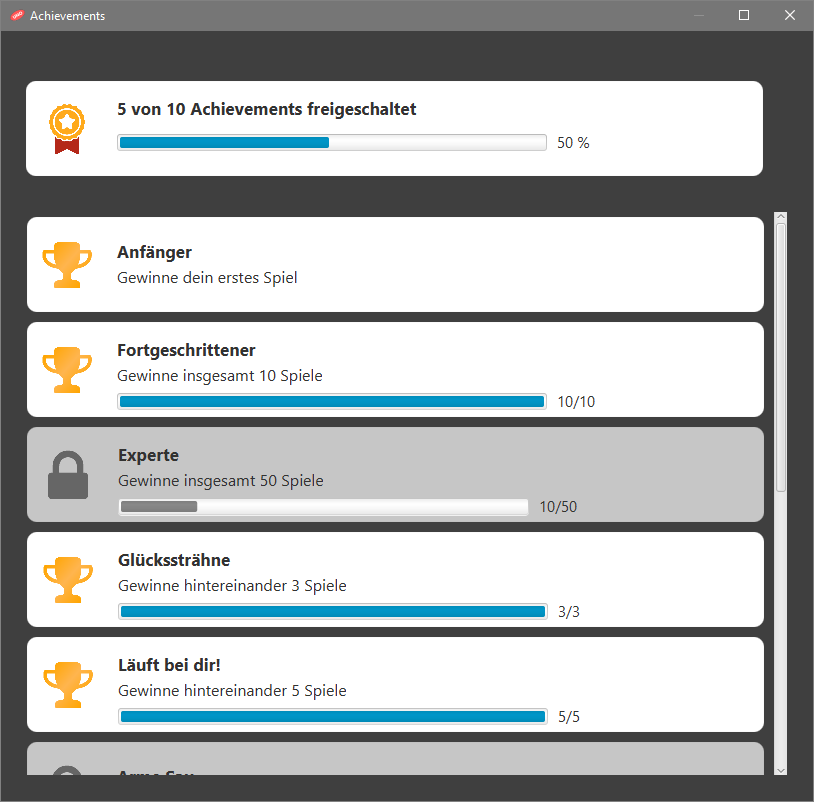 Achievements
5 von 10 Achievements freigeschaltet
50 %
Anfänger
Gewinne dein erstes Spiel
Fortgeschrittener
Gewinne insgesamt 10 Spiele
10/10
Experte
Gewinne insgesamt 50 Spiele
10/50
Glückssträhne
Gewinne hintereinander 3 Spiele
3/3
Läuft bei dir!
Gewinne hintereinander 5 Spiele
5/5